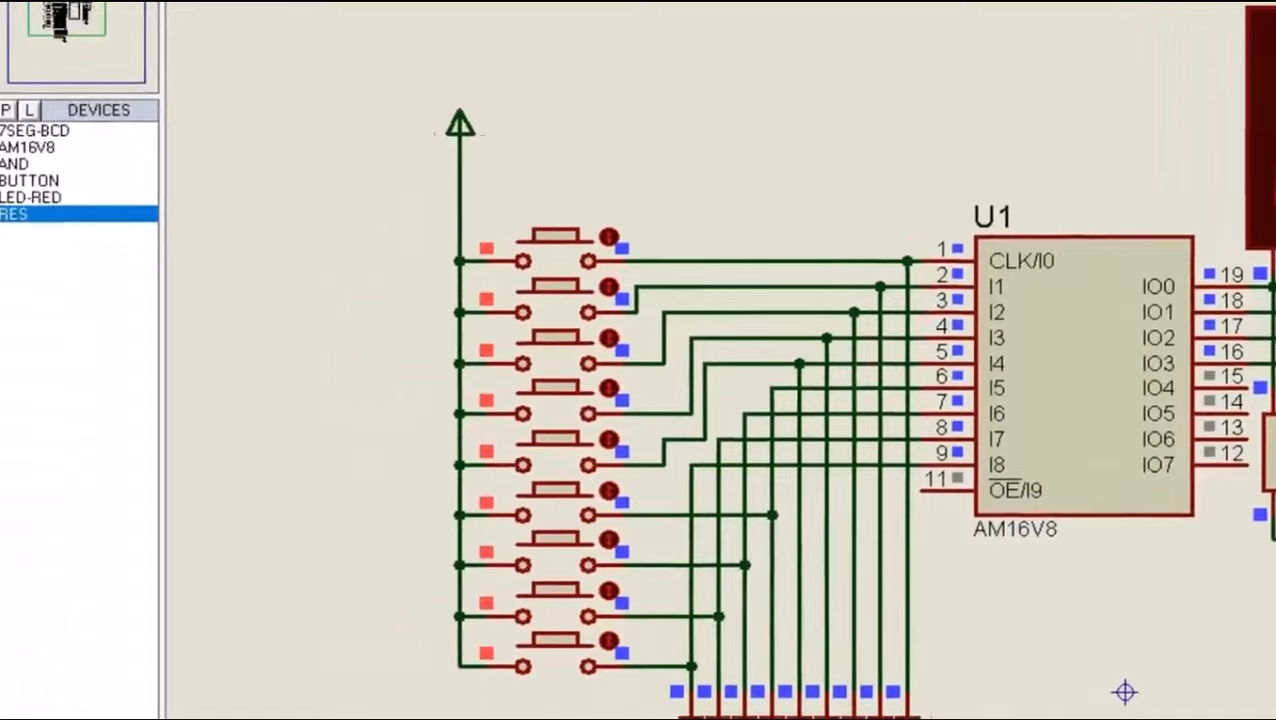 P L DEVICES
7SEG-BCD
AM16V8
AND
BUTTON
LED-RED
RES
U1
1 CLK/I0
2 I1 IO0 19
3 I2 IO1 18
4 I3 IO2 17
5 I4 IO3 16
6 I5 IO4 15
7 I6 IO5 14
8 I7 IO6 13
9 I8 IO7 12
11 OE/I9
AM16V8